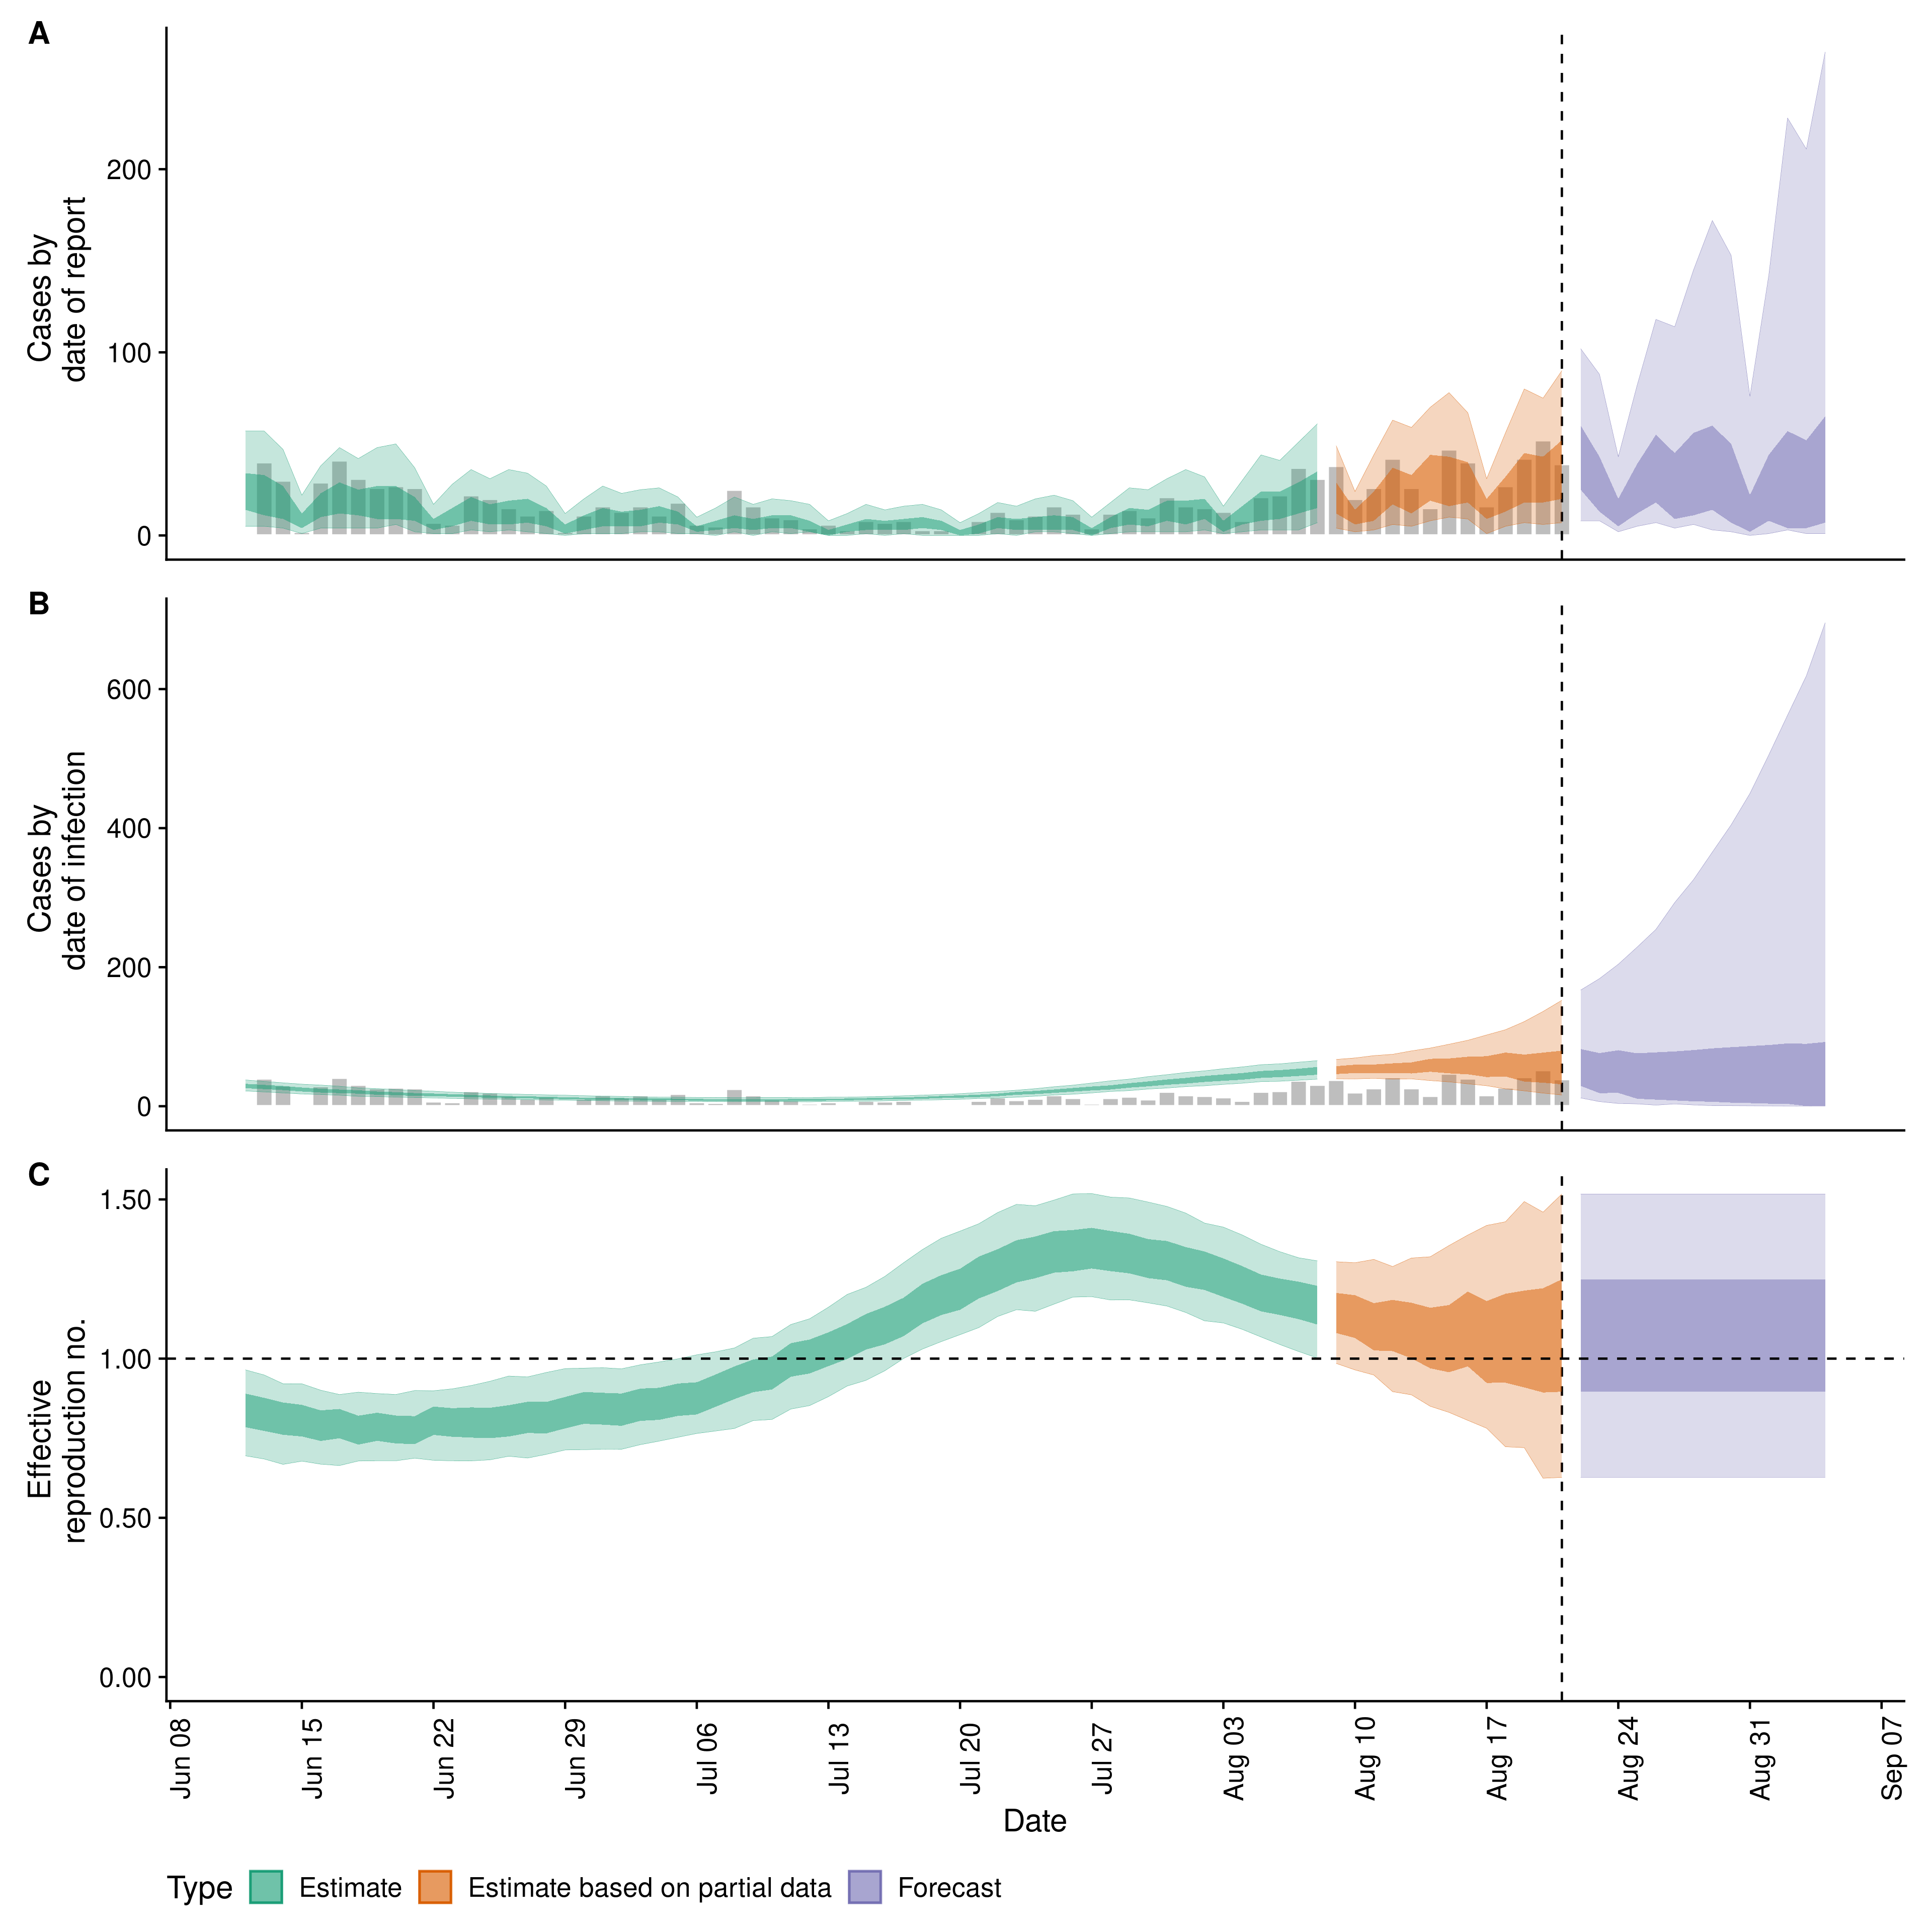 A
Cases by
date of report
200
100
0
B
Cases by
date of infection
600
400
200
0
C
Effective
reproduction no.
1.50
1.00
0.50
0.00
Jun 08
Jun 15
Jun 22
Jun 29
Jul 06
Jul 13
Jul 20
Jul 27
Aug 03
Aug 10
Aug 17
Aug 24
Aug 31
Sep 07
Date
Type Estimate Estimate based on partial data Forecast